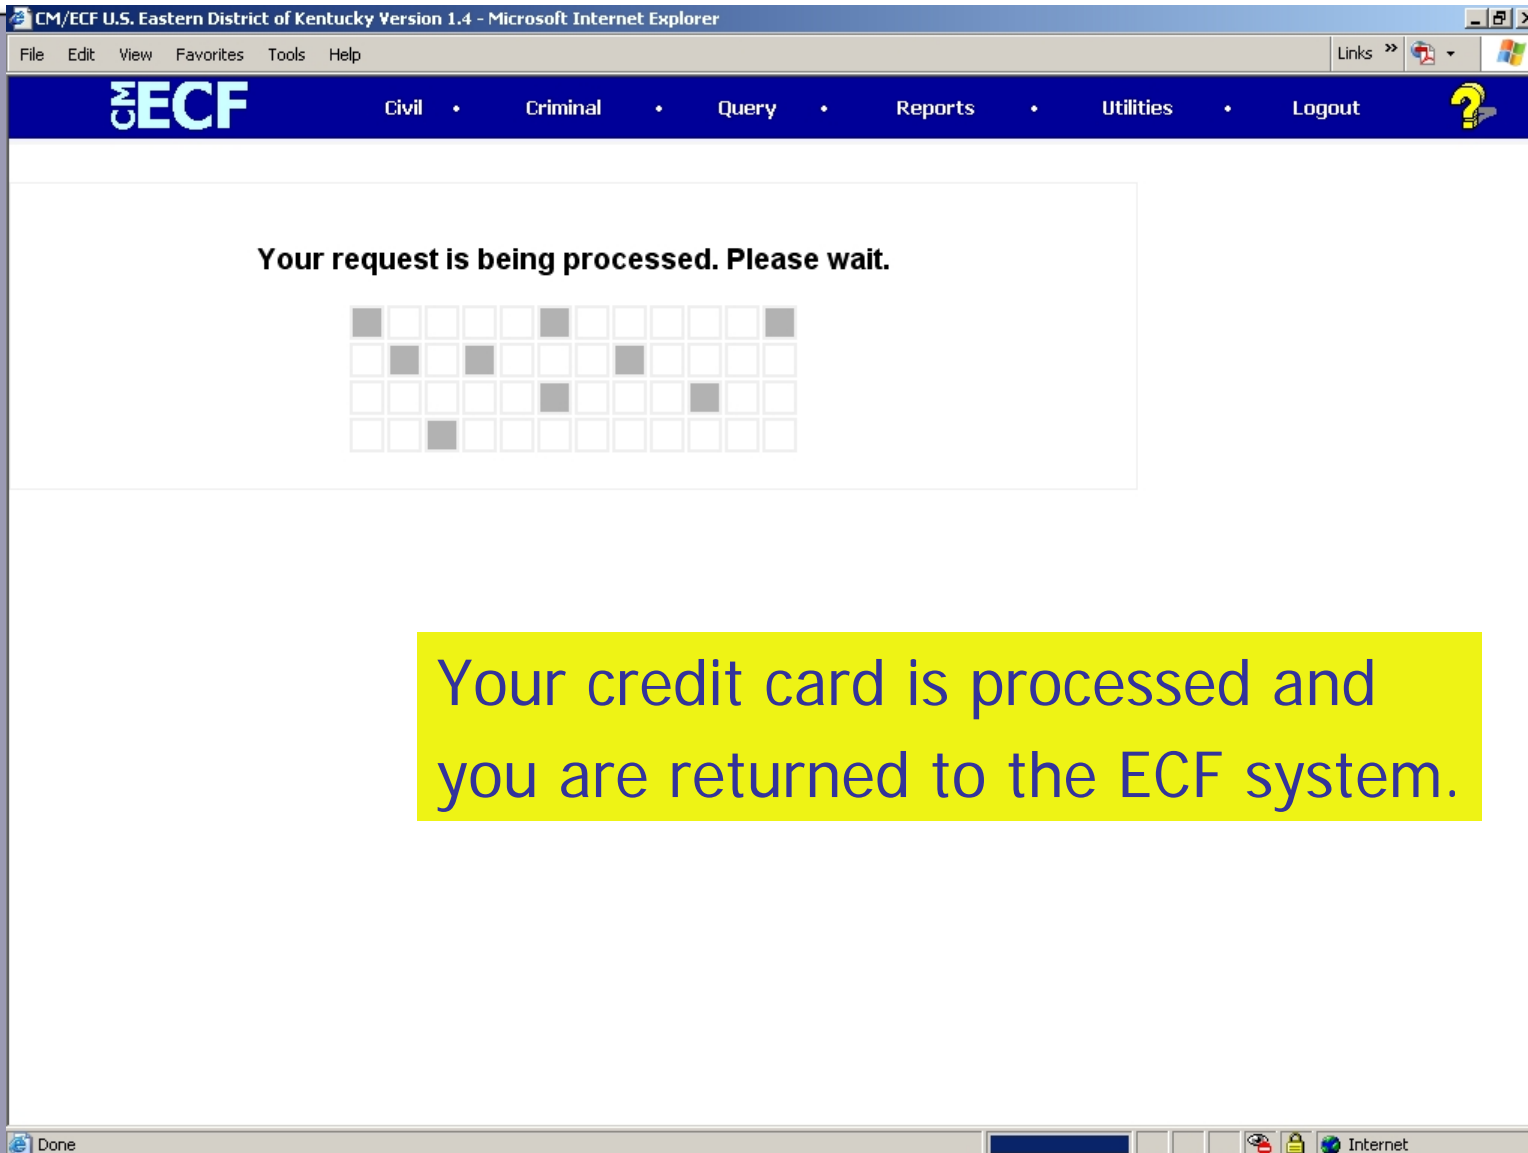 CM/ECF U.S. Eastern District of Kentucky Version 1.4 - Microsoft Internet Explorer
File Edit View Favorites Tools Help Links »
CM ECF Civil • Criminal • Query • Reports • Utilities • Logout ?
Your request is being processed. Please wait.
Your credit card is processed and
you are returned to the ECF system.
Done Internet